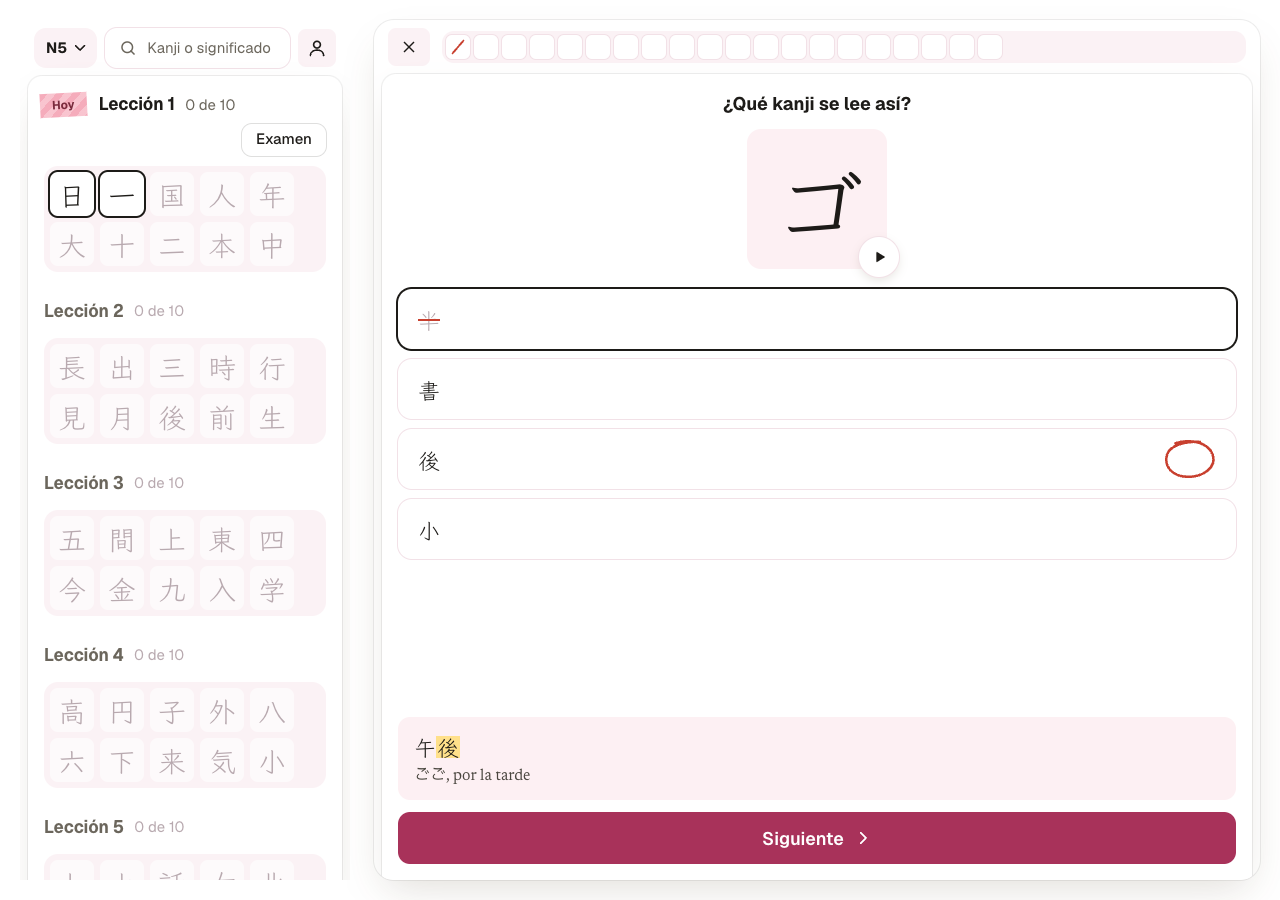 N5
Kanji o significado
Hoy
Lección 1 0 de 10
Examen
日 一 国 人 年
大 十 二 本 中
Lección 2 0 de 10
長 出 三 時 行
見 月 後 前 生
Lección 3 0 de 10
五 間 上 東 四
今 金 九 入 学
Lección 4 0 de 10
高 円 子 外 八
六 下 来 気 小
Lección 5 0 de 10
¿Qué kanji se lee así?
ゴ
半
書
後
小
午後
ごご, por la tarde
Siguiente